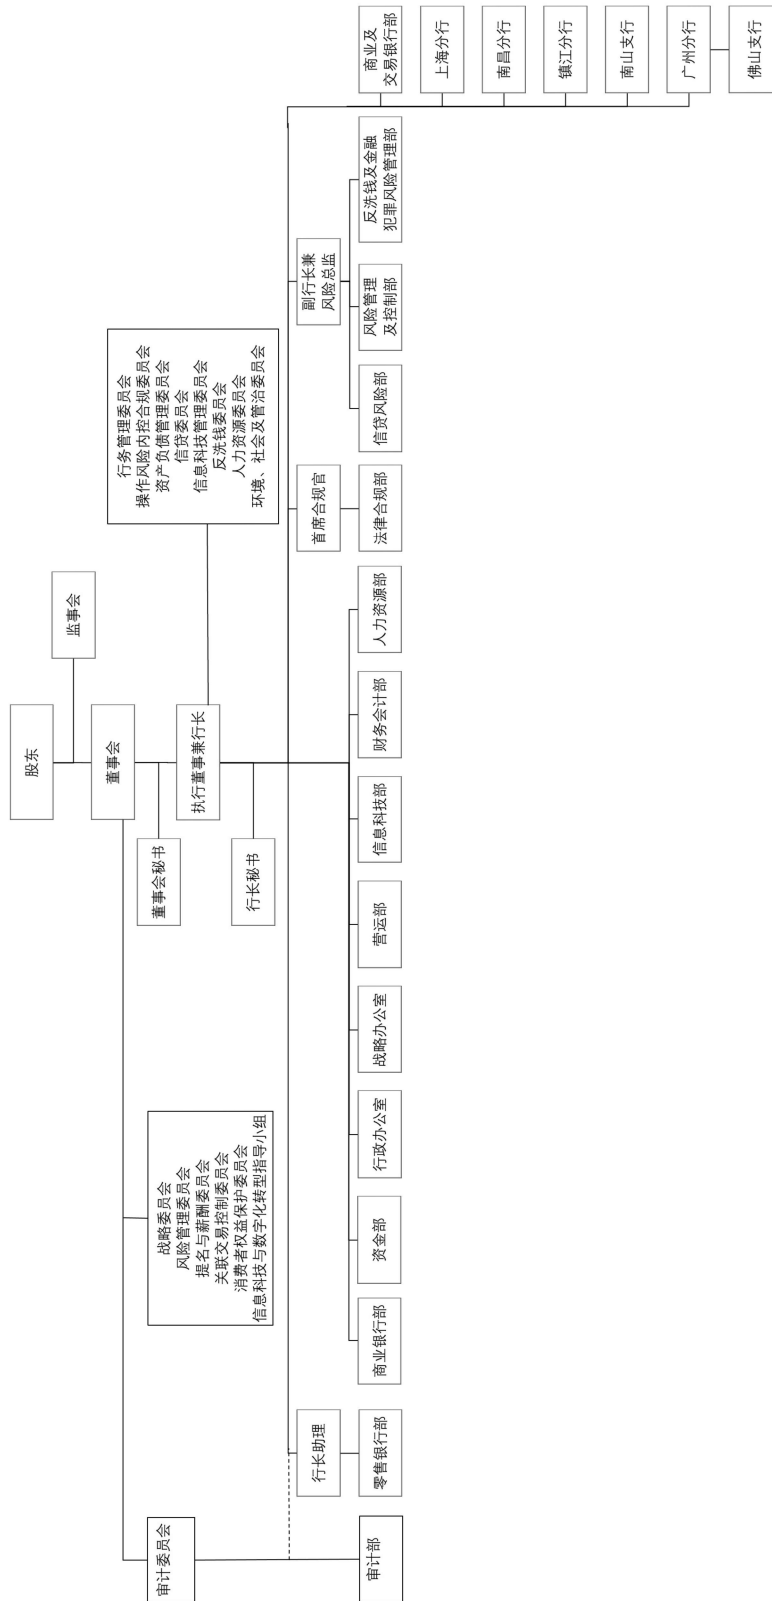 股东
监事会
董事会
董事会秘书
执行董事兼行长
行长秘书
行务管理委员会
操作风险内控合规委员会
资产负债管理委员会
信贷委员会
信息科技管理委员会
反洗钱委员会
人力资源委员会
环境、社会及管治委员会
审计委员会
战略委员会
风险管理委员会
提名与薪酬委员会
关联交易控制委员会
消费者权益保护委员会
信息科技与数字化转型指导小组
行长助理
首席合规官
副行长兼
风险总监
审计部
零售银行部
商业银行部
资金部
行政办公室
战略办公室
营运部
信息科技部
财务会计部
人力资源部
法律合规部
信贷风险部
风险管理
及控制部
反洗钱及金融
犯罪风险管理部
商业及
交易银行部
上海分行
南昌分行
镇江分行
南山支行
广州分行
佛山支行